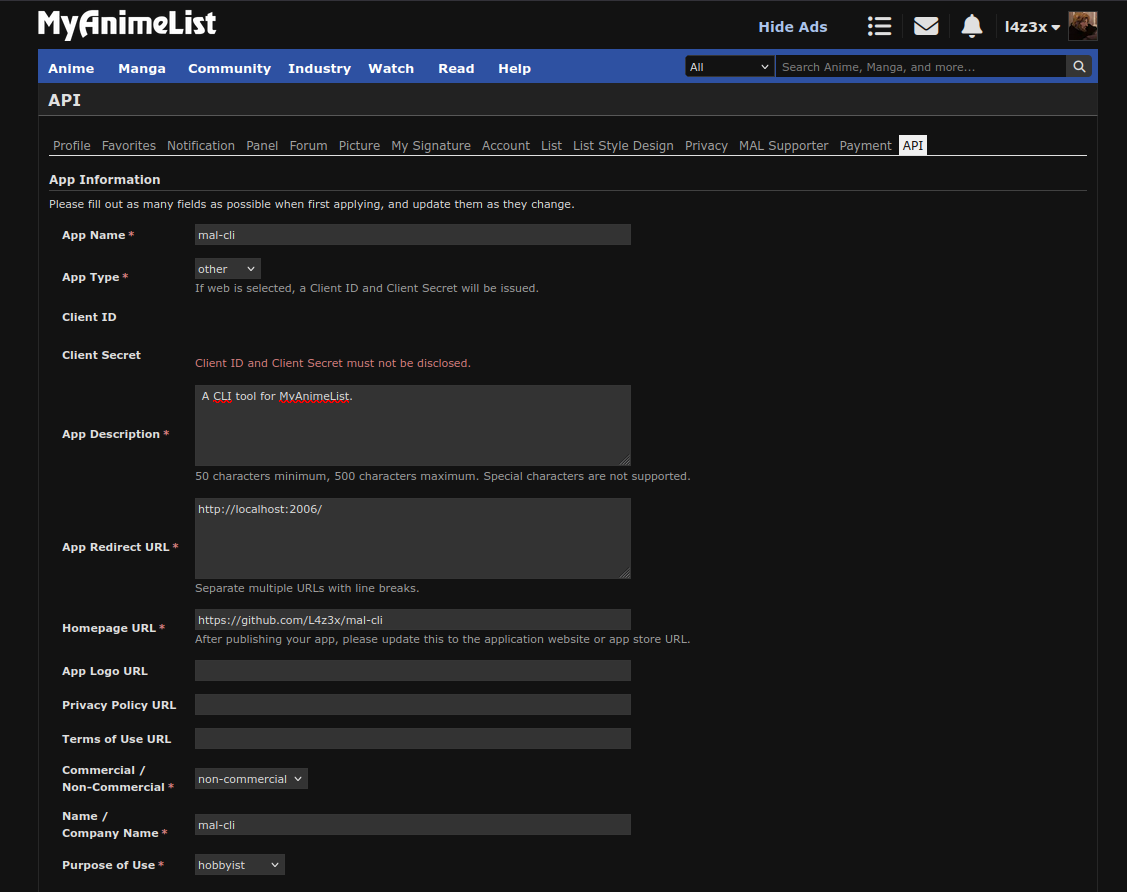 MyAnimeList
Hide Ads
l4z3x
Anime Manga Community Industry Watch Read Help
All
Search Anime, Manga, and more...
API
Profile Favorites Notification Panel Forum Picture My Signature Account List List Style Design Privacy MAL Supporter Payment API
App Information
Please fill out as many fields as possible when first applying, and update them as they change.
App Name *
mal-cli
App Type *
other
If web is selected, a Client ID and Client Secret will be issued.
Client ID
Client Secret
Client ID and Client Secret must not be disclosed.
App Description *
A CLI tool for MyAnimeList.
50 characters minimum, 500 characters maximum. Special characters are not supported.
App Redirect URL *
http://localhost:2006/
Separate multiple URLs with line breaks.
Homepage URL *
https://github.com/L4z3x/mal-cli
After publishing your app, please update this to the application website or app store URL.
App Logo URL
Privacy Policy URL
Terms of Use URL
Commercial /
Non-Commercial *
non-commercial
Name /
Company Name *
mal-cli
Purpose of Use *
hobbyist